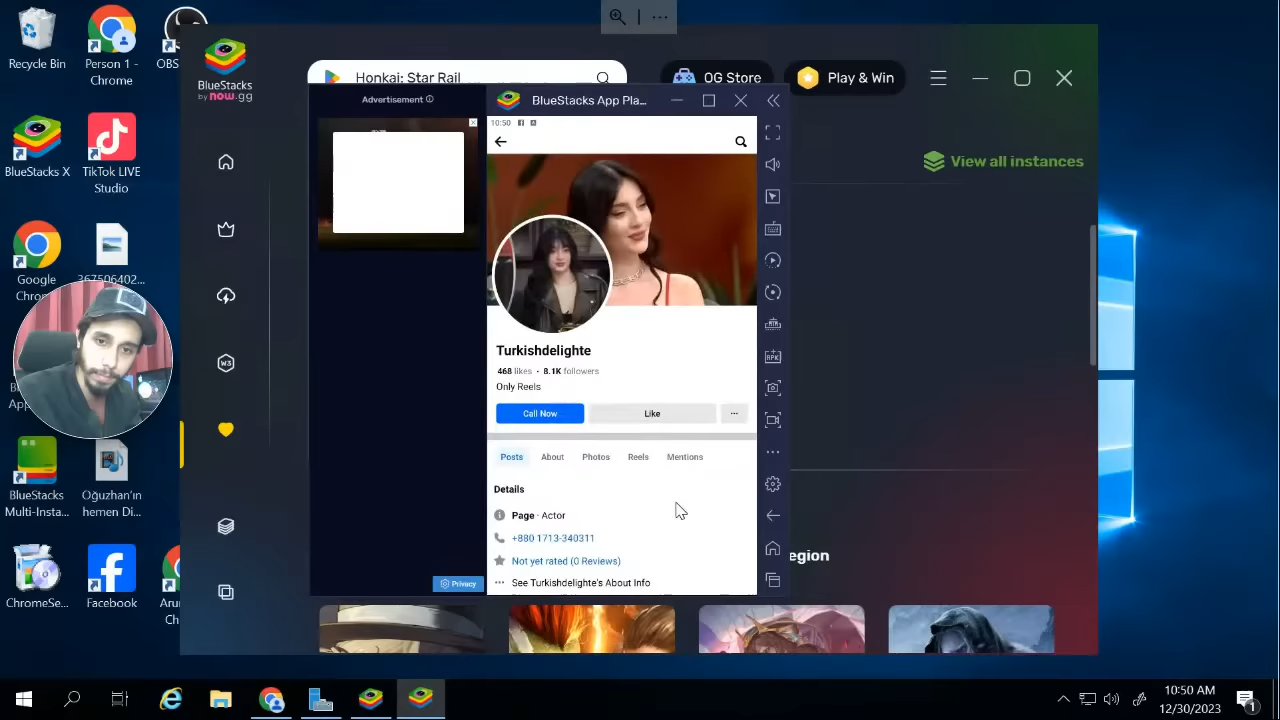 Recycle Bin
Person 1 -
Chrome
OBS
BlueStacks
by now.gg
Honkai: Star Rail
OG Store
Play & Win
Advertisement
BlueStacks App Pla...
10:50
BlueStacks X
TikTok LIVE
Studio
View all instances
Google
Chro
367506402...
Turkishdelighte
468 likes • 8.1K followers
Only Reels
Call Now
Like
Posts
About
Photos
Reels
Mentions
Details
Page · Actor
+880 1713-340311
Not yet rated (0 Reviews)
See Turkishdelighte's About Info
Privacy
egion
BlueStacks
Multi-Insta...
Oğuzhan'ın
hemen Di...
ChromeSe...
Facebook
Aru
10:50 AM
12/30/2023
1